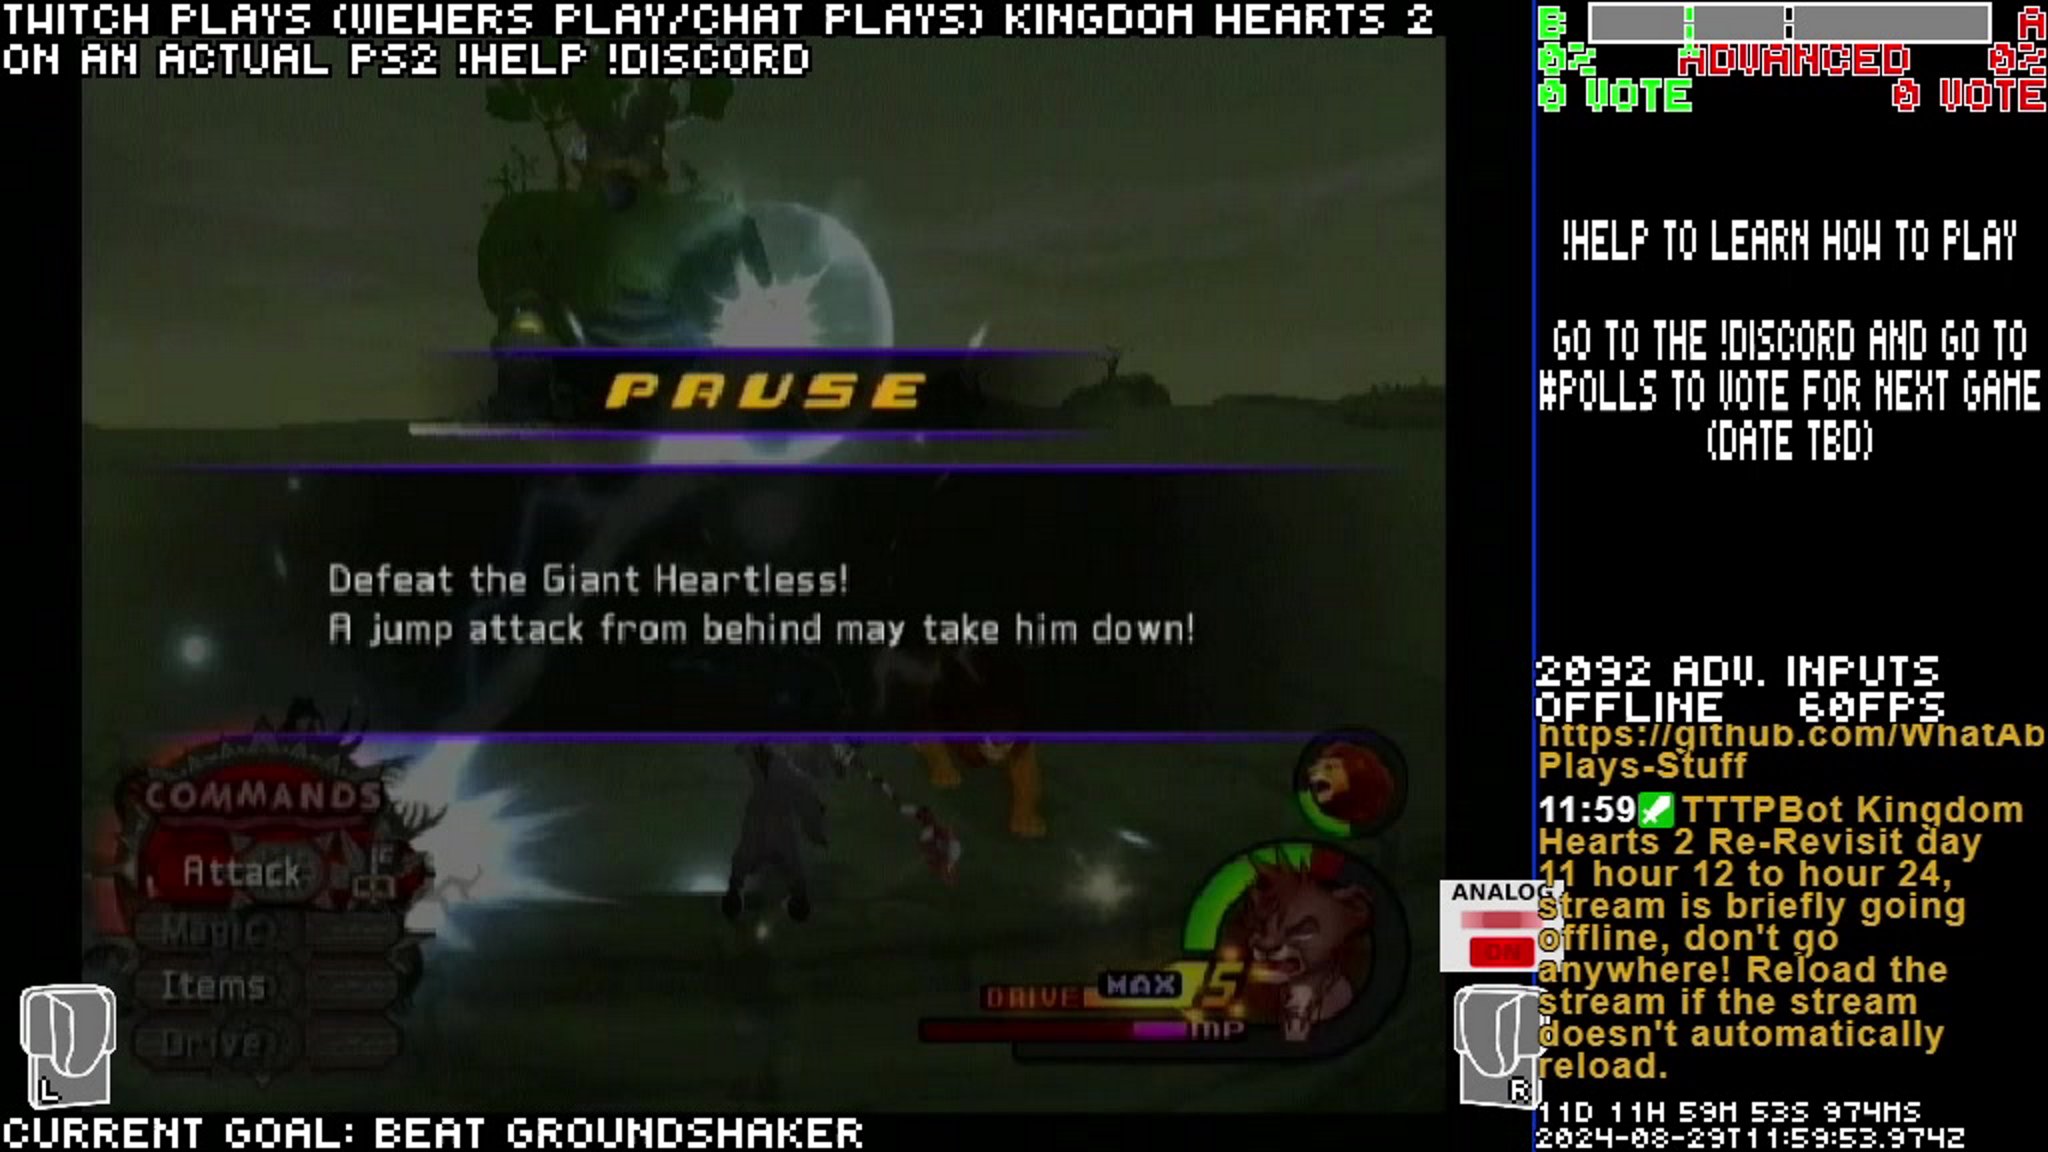 TWITCH PLAYS (VIEWERS PLAY/CHAT PLAYS) KINGDOM HEARTS 2
ON AN ACTUAL PS2 !HELP !DISCORD
B A
0% ADVANCED 0%
0 VOTE 0 VOTE
!HELP TO LEARN HOW TO PLAY
GO TO THE !DISCORD AND GO TO
#POLLS TO VOTE FOR NEXT GAME
(DATE TBD)
PAUSE
Defeat the Giant Heartless!
A jump attack from behind may take him down!
COMMANDS
Attack
Magic
Items
Drive
DRIVE MAX 5
MP
ANALOG
ON
L
R
2092 ADV. INPUTS
OFFLINE 60FPS
https://github.com/WhatAb
Plays-Stuff
11:59 TTTPBot Kingdom
Hearts 2 Re-Revisit day
11 hour 12 to hour 24,
stream is briefly going
offline, don't go
anywhere! Reload the
stream if the stream
doesn't automatically
reload.
11D 11H 59M 53S 974MS
2024-08-29T11:59:53.974Z
CURRENT GOAL: BEAT GROUNDSHAKER